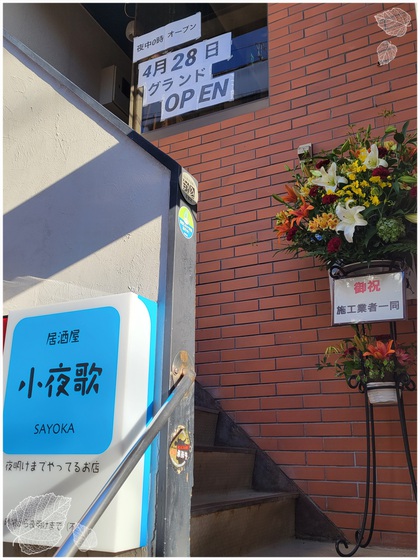 夜中0時 オープン
4月28日
グランド
OPEN
御祝
施工業者一同
居酒屋
小夜歌
SAYOKA
夜明けまでやってるお店